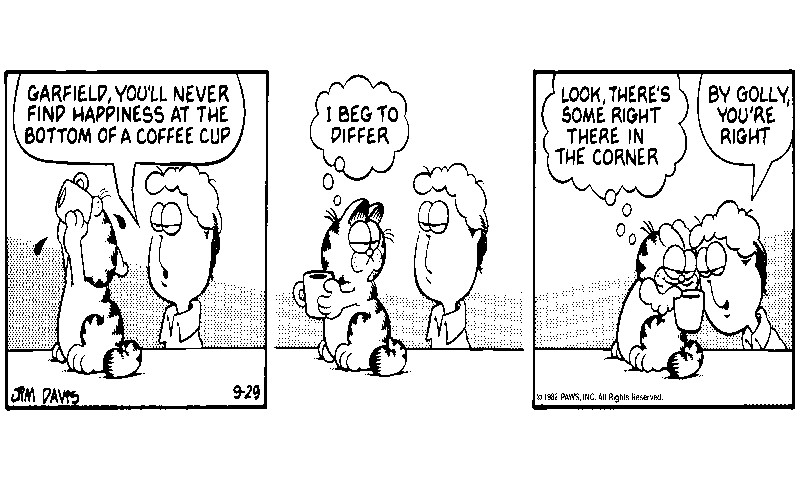 GARFIELD, YOU'LL NEVER
FIND HAPPINESS AT THE
BOTTOM OF A COFFEE CUP
JIM DAVIS
9-29
I BEG TO
DIFFER
LOOK, THERE'S
SOME RIGHT
THERE IN
THE CORNER
BY GOLLY,
YOU'RE
RIGHT
© 1982 PAWS, INC. All Rights Reserved.